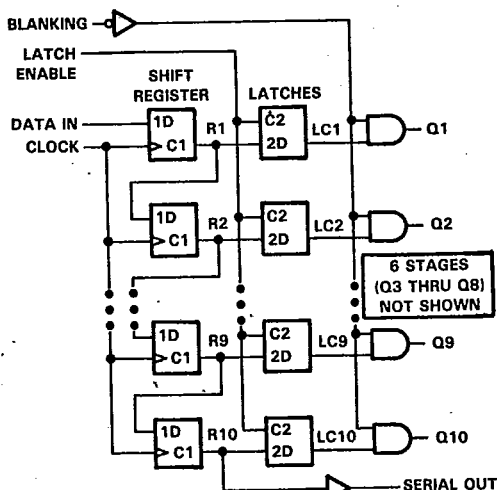 BLANKING
LATCH
ENABLE
SHIFT
REGISTER
LATCHES
DATA IN
CLOCK
1D
C1
R1
C2
2D
LC1
Q1
1D
C1
R2
C2
2D
LC2
Q2
6 STAGES
(Q3 THRU Q8)
NOT SHOWN
1D
C1
R9
C2
2D
LC9
Q9
1D
C1
R10
C2
2D
LC10
Q10
SERIAL OUT